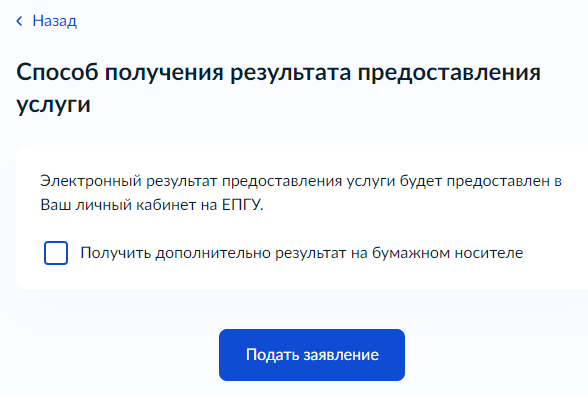 Назад
Способ получения результата предоставления
услуги
Электронный результат предоставления услуги будет предоставлен в
Ваш личный кабинет на ЕПГУ.
Получить дополнительно результат на бумажном носителе
Подать заявление